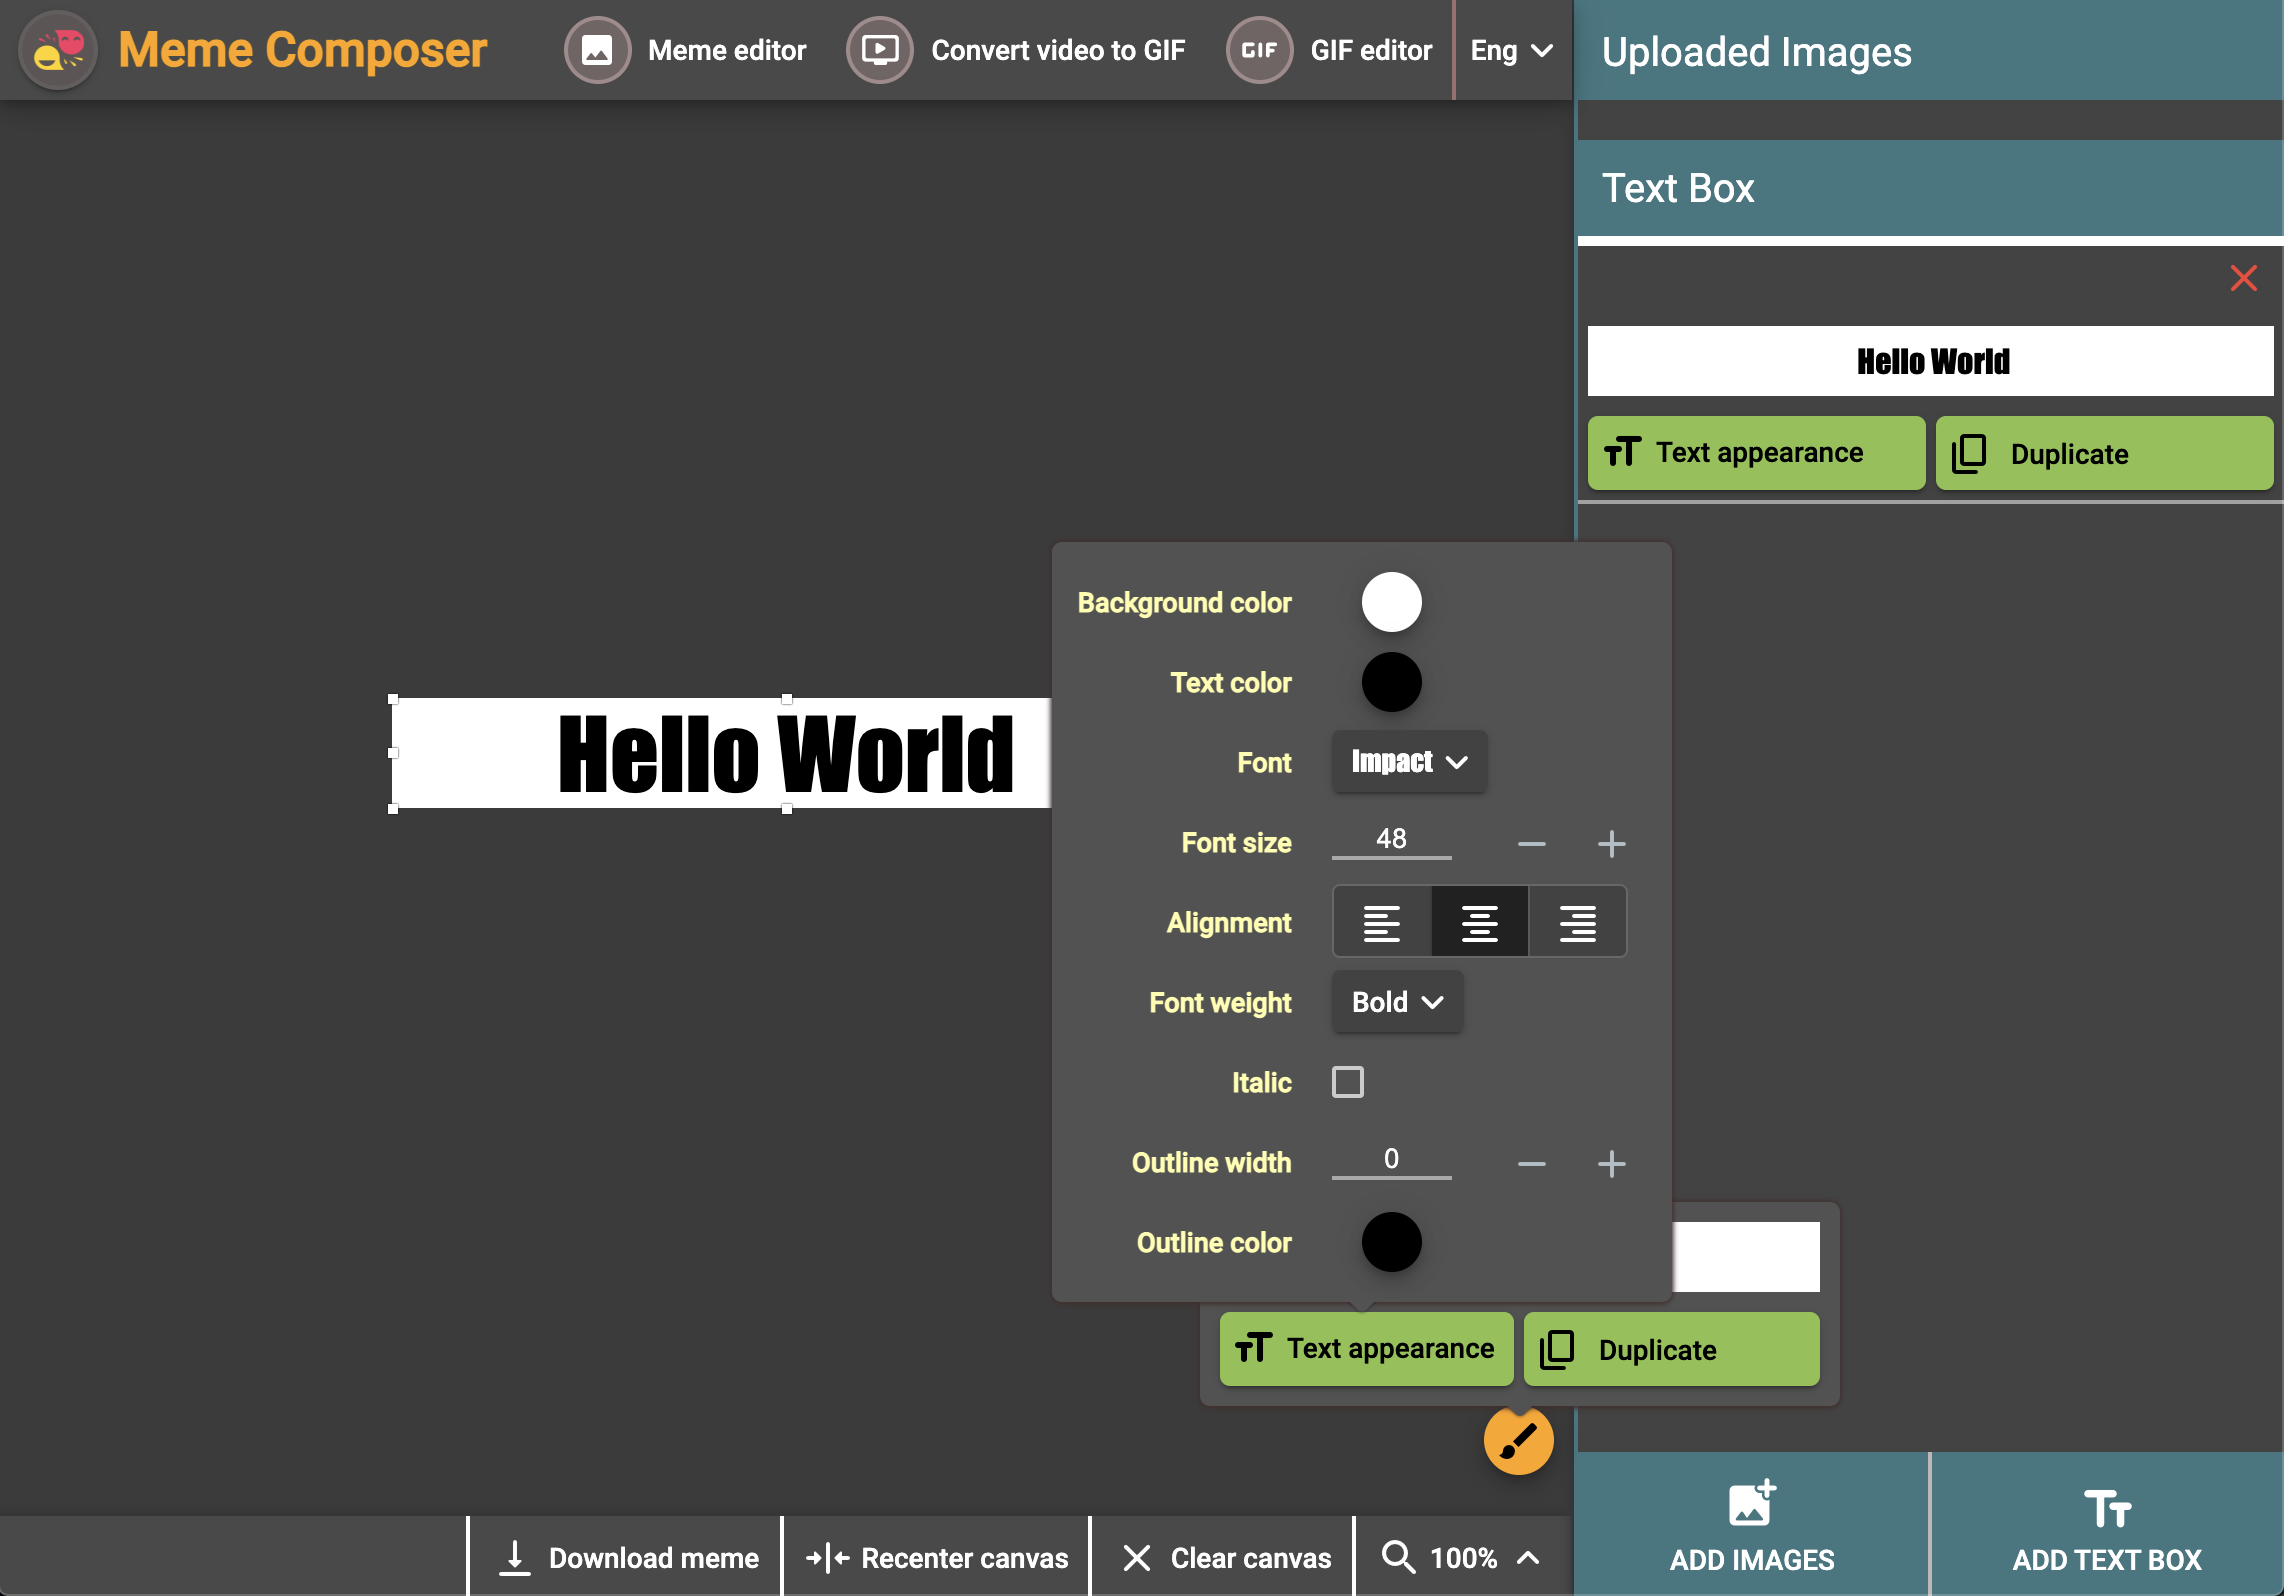 Meme Composer
Meme editor
Convert video to GIF
GIF
GIF editor
Eng
Uploaded Images
Text Box
Hello World
Text appearance
Duplicate
Hello World
Background color
Text color
Font
Impact
Font size
48
Alignment
Font weight
Bold
Italic
Outline width
0
Outline color
Text appearance
Duplicate
Download meme
Recenter canvas
Clear canvas
100%
ADD IMAGES
ADD TEXT BOX